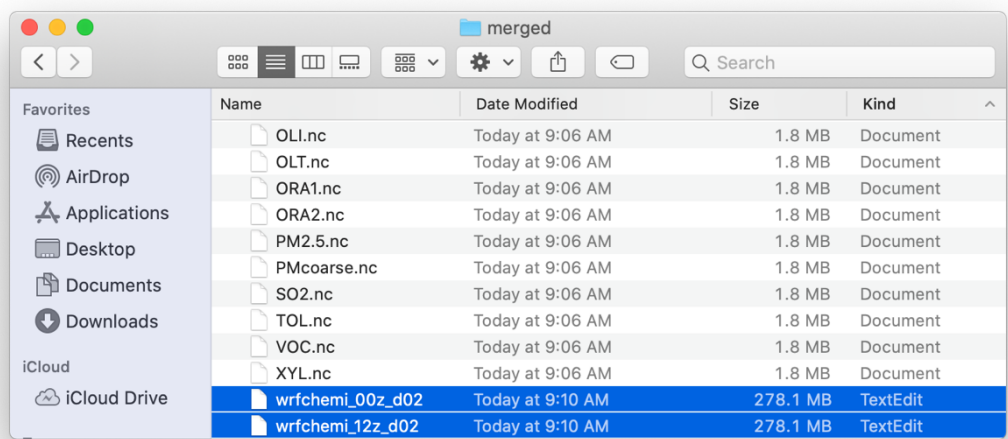 merged
Search
Favorites
Recents
AirDrop
Applications
Desktop
Documents
Downloads
iCloud
iCloud Drive
Name Date Modified Size Kind
OLI.nc Today at 9:06 AM 1.8 MB Document
OLT.nc Today at 9:06 AM 1.8 MB Document
ORA1.nc Today at 9:06 AM 1.8 MB Document
ORA2.nc Today at 9:06 AM 1.8 MB Document
PM2.5.nc Today at 9:06 AM 1.8 MB Document
PMcoarse.nc Today at 9:06 AM 1.8 MB Document
SO2.nc Today at 9:06 AM 1.8 MB Document
TOL.nc Today at 9:06 AM 1.8 MB Document
VOC.nc Today at 9:06 AM 1.8 MB Document
XYL.nc Today at 9:06 AM 1.8 MB Document
wrfchemi_00z_d02 Today at 9:10 AM 278.1 MB TextEdit
wrfchemi_12z_d02 Today at 9:10 AM 278.1 MB TextEdit